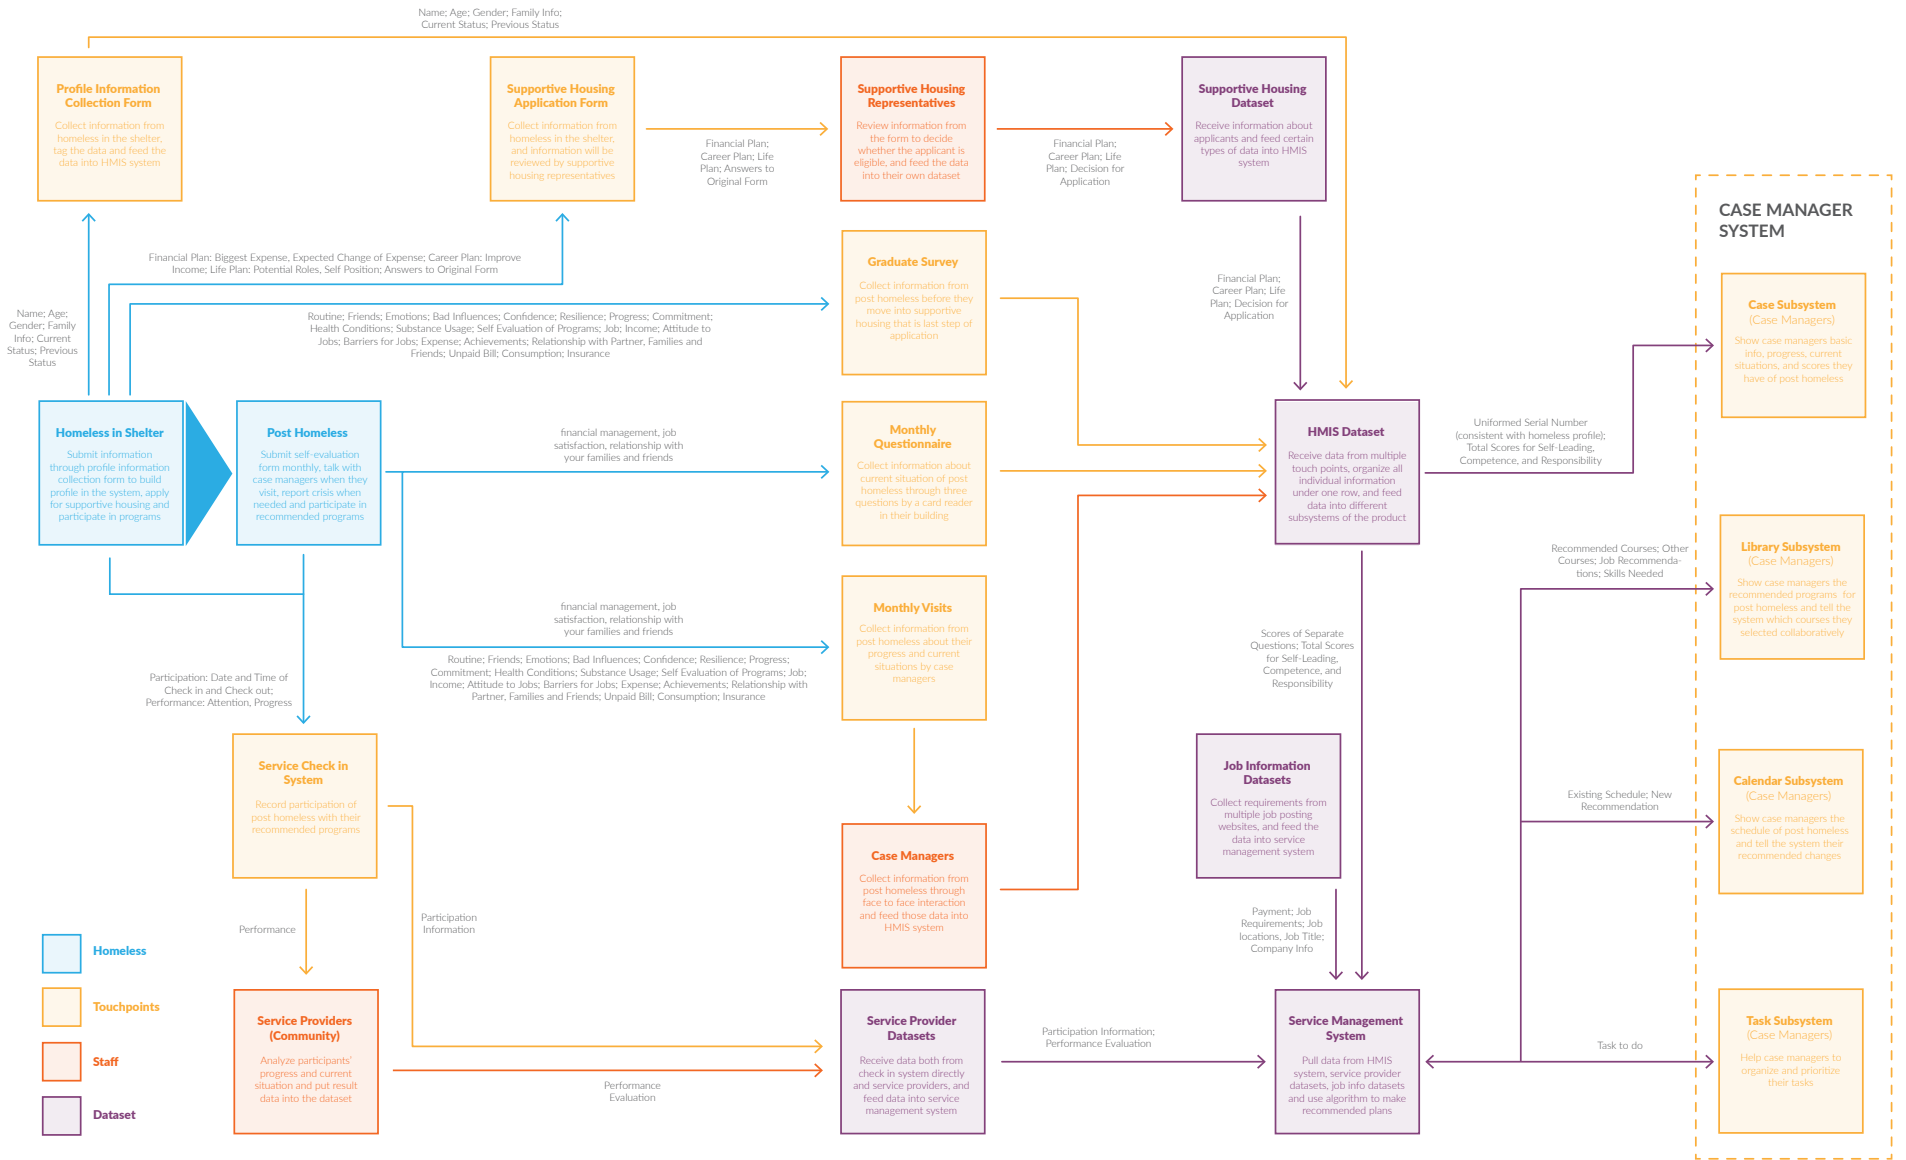 Name; Age; Gender; Family Info;
Current Status; Previous Status
Profile Information
Collection Form
Collect information from
homeless in the shelter,
tag the data and feed the
data into HMIS system
Supportive Housing
Application Form
Collect information from
homeless in the shelter,
and information will be
reviewed by supportive
housing representatives
Financial Plan;
Career Plan; Life
Plan; Answers to
Original Form
Supportive Housing
Representatives
Review information from
the form to decide
whether the applicant is
eligible, and feed the data
into their own dataset
Financial Plan;
Career Plan; Life
Plan; Decision for
Application
Supportive Housing
Dataset
Receive information about
applicants and feed certain
types of data into HMIS
system
CASE MANAGER
SYSTEM
Financial Plan: Biggest Expense, Expected Change of Expense; Career Plan: Improve
Income; Life Plan: Potential Roles, Self Position; Answers to Original Form
Graduate Survey
Collect information from
post homeless before they
move into supportive
housing that is last step of
application
Financial Plan;
Career Plan; Life
Plan; Decision for
Application
Case Subsystem
(Case Managers)
Show case managers basic
info, progress, current
situations, and scores they
have of post homeless
Name; Age;
Gender; Family
Info; Current
Status; Previous
Status
Routine; Friends; Emotions; Bad Influences; Confidence; Resilience; Progress; Commitment;
Health Conditions; Substance Usage; Self Evaluation of Programs; Job; Income; Attitude to
Jobs; Barriers for Jobs; Expense; Achievements; Relationship with Partner, Families and
Friends; Unpaid Bill; Consumption; Insurance
Homeless in Shelter
Submit information
through profile information
collection form to build
profile in the system, apply
for supportive housing and
participate in programs
Post Homeless
Submit self-evaluation
form monthly, talk with
case managers when they
visit, report crisis when
needed and participate in
recommended programs
financial management, job
satisfaction, relationship with
your families and friends
Monthly
Questionnaire
Collect information about
current situation of post
homeless through three
questions by a card reader
in their building
HMIS Dataset
Receive data from multiple
touch points, organize all
individual information
under one row, and feed
data into different
subsystems of the product
Uniformed Serial Number
(consistent with homeless profile);
Total Scores for Self-Leading,
Competence, and Responsibility
Recommended Courses; Other
Courses; Job Recommenda-
tions; Skills Needed
Library Subsystem
(Case Managers)
Show case managers the
recommended programs for
post homeless and tell the
system which courses they
selected collaboratively
financial management, job
satisfaction, relationship with
your families and friends
Routine; Friends; Emotions; Bad Influences; Confidence; Resilience; Progress;
Commitment; Health Conditions; Substance Usage; Self Evaluation of Programs; Job;
Income; Attitude to Jobs; Barriers for Jobs; Expense; Achievements; Relationship with
Partner, Families and Friends; Unpaid Bill; Consumption; Insurance
Monthly Visits
Collect information from
post homeless about their
progress and current
situations by case
managers
Scores of Separate
Questions; Total Scores
for Self-Leading,
Competence, and
Responsibility
Participation: Date and Time of
Check in and Check out;
Performance: Attention, Progress
Service Check in
System
Record participation of
post homeless with their
recommended programs
Job Information
Datasets
Collect requirements from
multiple job posting
websites, and feed the
data into service
management system
Existing Schedule; New
Recommendation
Calendar Subsystem
(Case Managers)
Show case managers the
schedule of post homeless
and tell the system their
recommended changes
Case Managers
Collect information from
post homeless through
face to face interaction
and feed those data into
HMIS system
Performance
Participation
Information
Payment; Job
Requirements; Job
locations, Job Title;
Company Info
Homeless
Touchpoints
Staff
Dataset
Service Providers
(Community)
Analyze participants'
progress and current
situation and put result
data into the dataset
Performance
Evaluation
Service Provider
Datasets
Receive data both from
check in system directly
and service providers, and
feed data into service
management system
Participation Information;
Performance Evaluation
Service Management
System
Pull data from HMIS
system, service provider
datasets, job info datasets
and use algorithm to make
recommended plans
Task to do
Task Subsystem
(Case Managers)
Help case managers to
organize and prioritize
their tasks